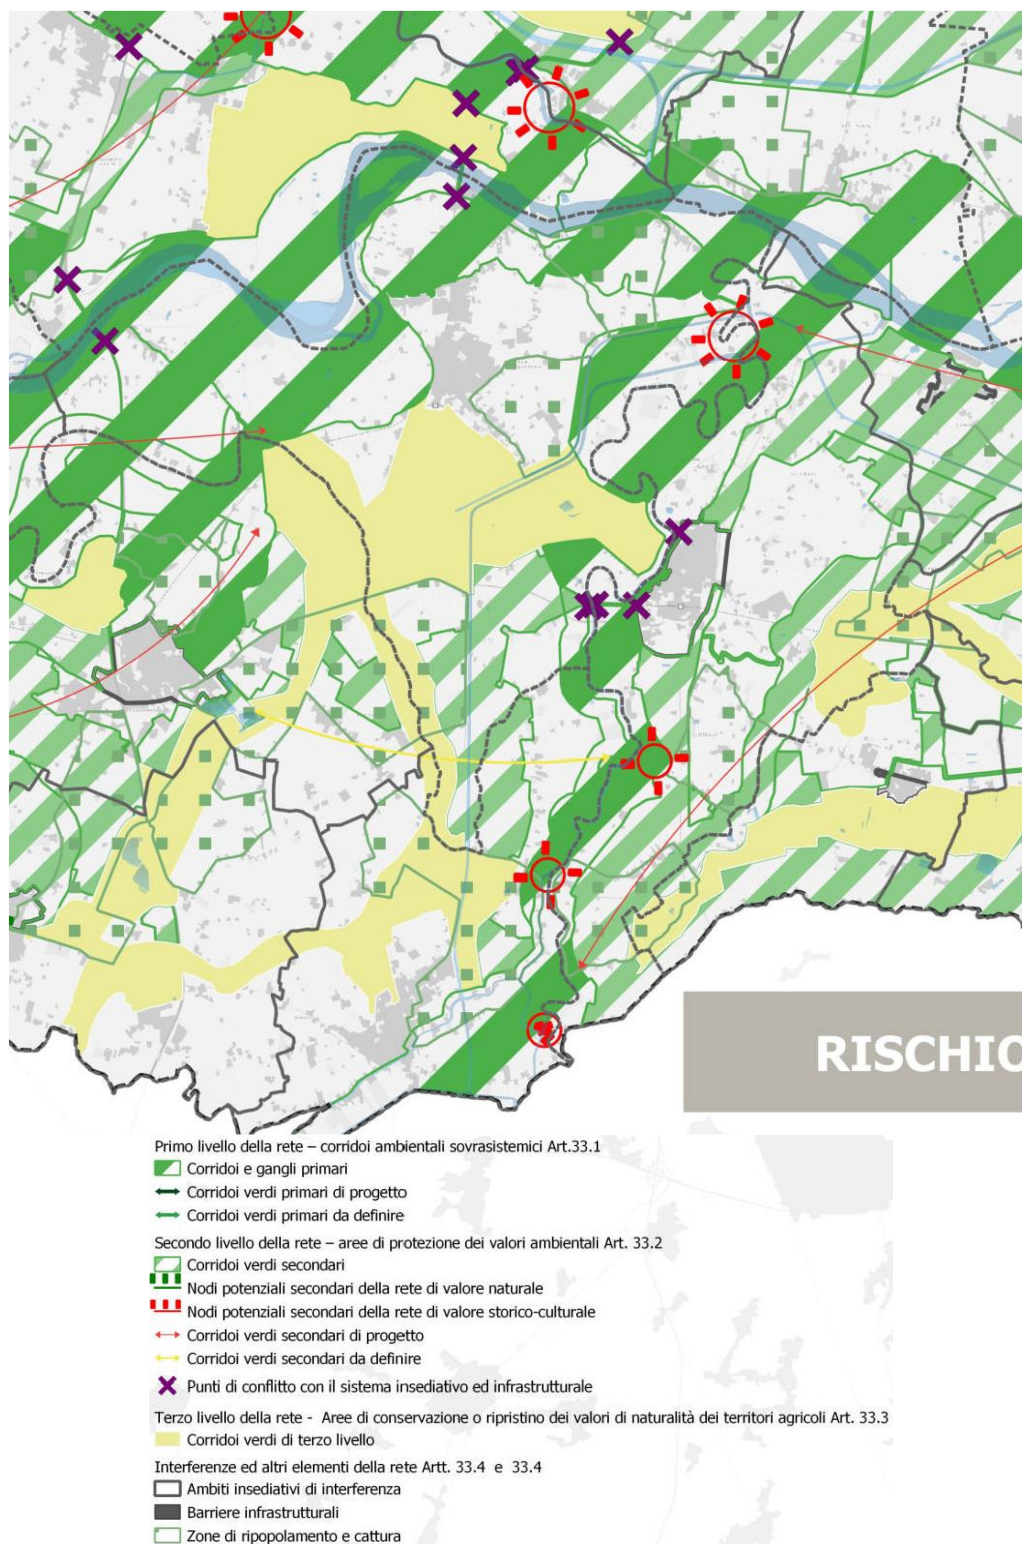 RISCHIO
Primo livello della rete – corridoi ambientali sovrasistemici Art.33.1
Corridoi e gangli primari
Corridoi verdi primari di progetto
Corridoi verdi primari da definire
Secondo livello della rete – aree di protezione dei valori ambientali Art. 33.2
Corridoi verdi secondari
Nodi potenziali secondari della rete di valore naturale
Nodi potenziali secondari della rete di valore storico-culturale
Corridoi verdi secondari di progetto
Corridoi verdi secondari da definire
Punti di conflitto con il sistema insediativo ed infrastrutturale
Terzo livello della rete - Aree di conservazione o ripristino dei valori di naturalità dei territori agricoli Art. 33.3
Corridoi verdi di terzo livello
Interferenze ed altri elementi della rete Artt. 33.4 e 33.4
Ambiti insediativi di interferenza
Barriere infrastrutturali
Zone di ripopolamento e cattura